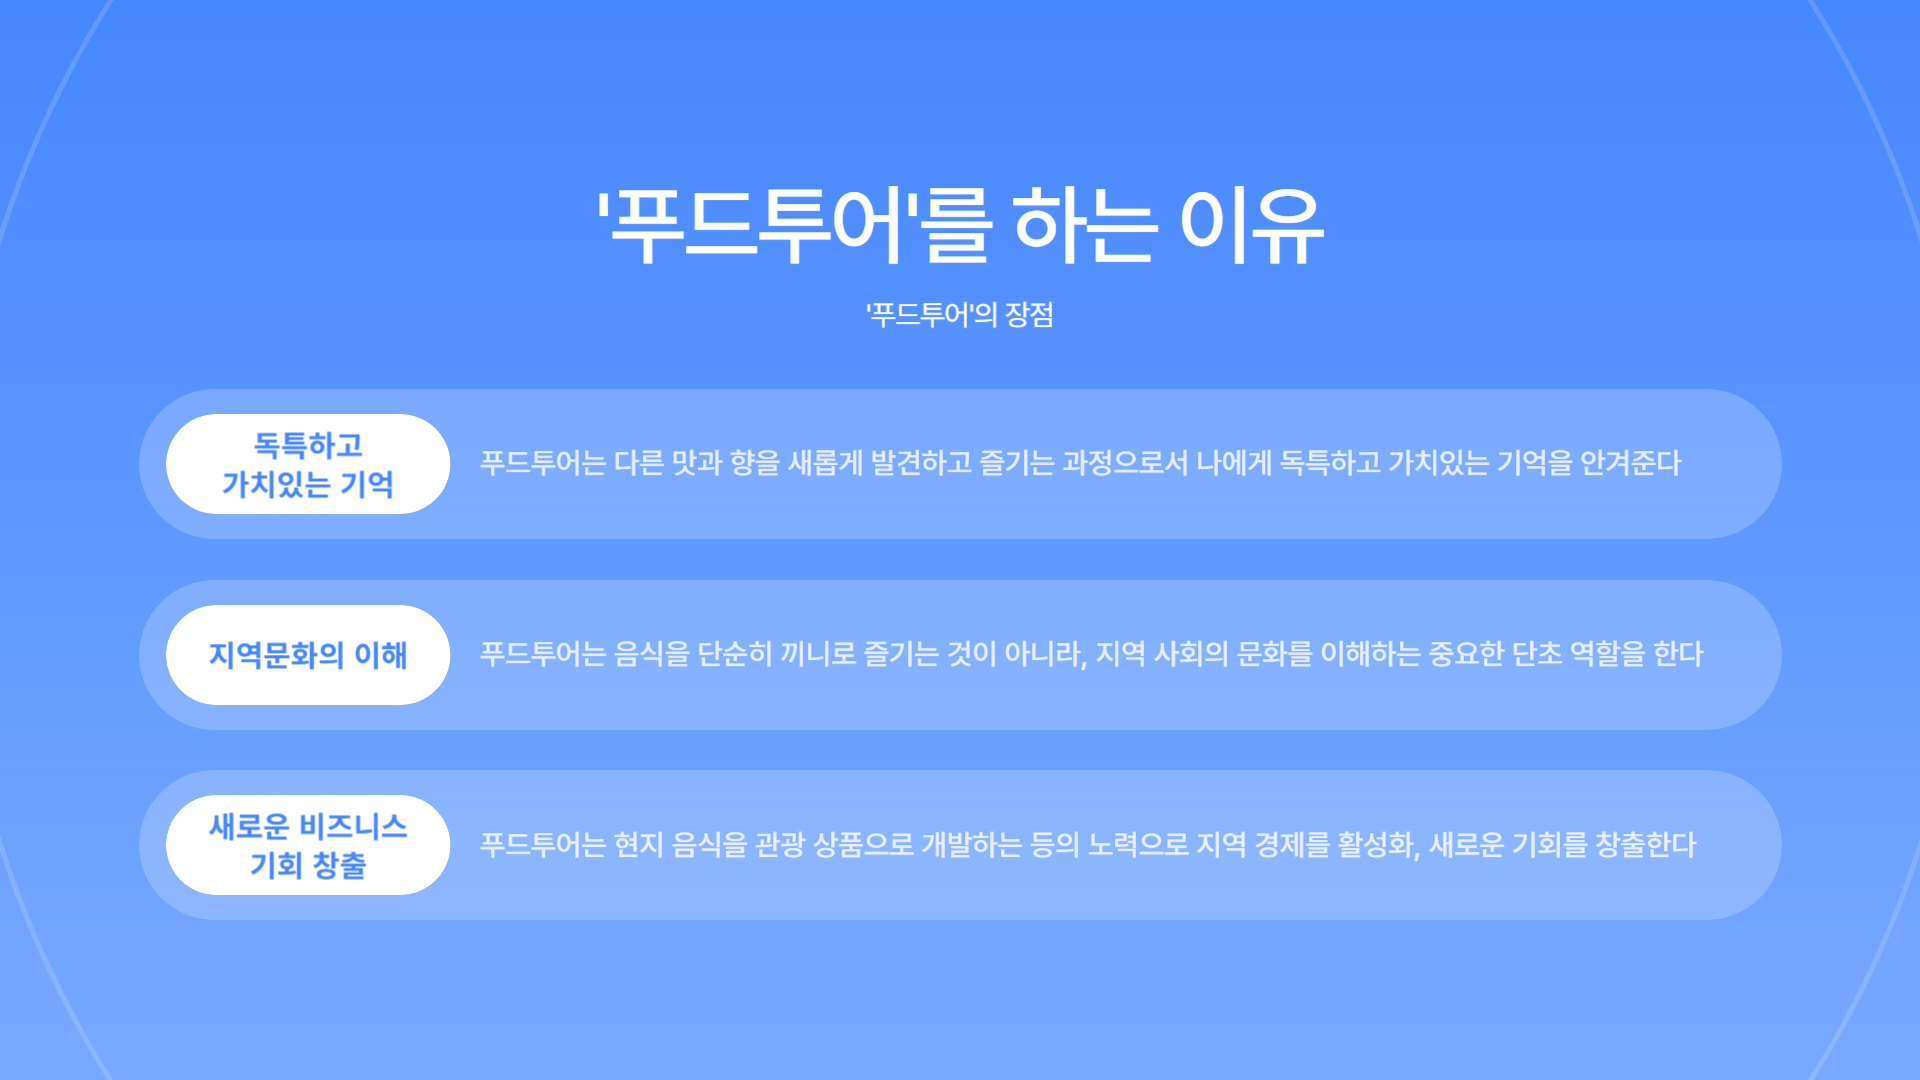 '푸드투어'를 하는 이유
'푸드투어'의 장점
독특하고
가치있는 기억
푸드투어는 다른 맛과 향을 새롭게 발견하고 즐기는 과정으로서 나에게 독특하고 가치있는 기억을 안겨준다
지역문화의 이해
푸드투어는 음식을 단순히 끼니로 즐기는 것이 아니라, 지역 사회의 문화를 이해하는 중요한 단초 역할을 한다
새로운 비즈니스
기회 창출
푸드투어는 현지 음식을 관광 상품으로 개발하는 등의 노력으로 지역 경제를 활성화, 새로운 기회를 창출한다